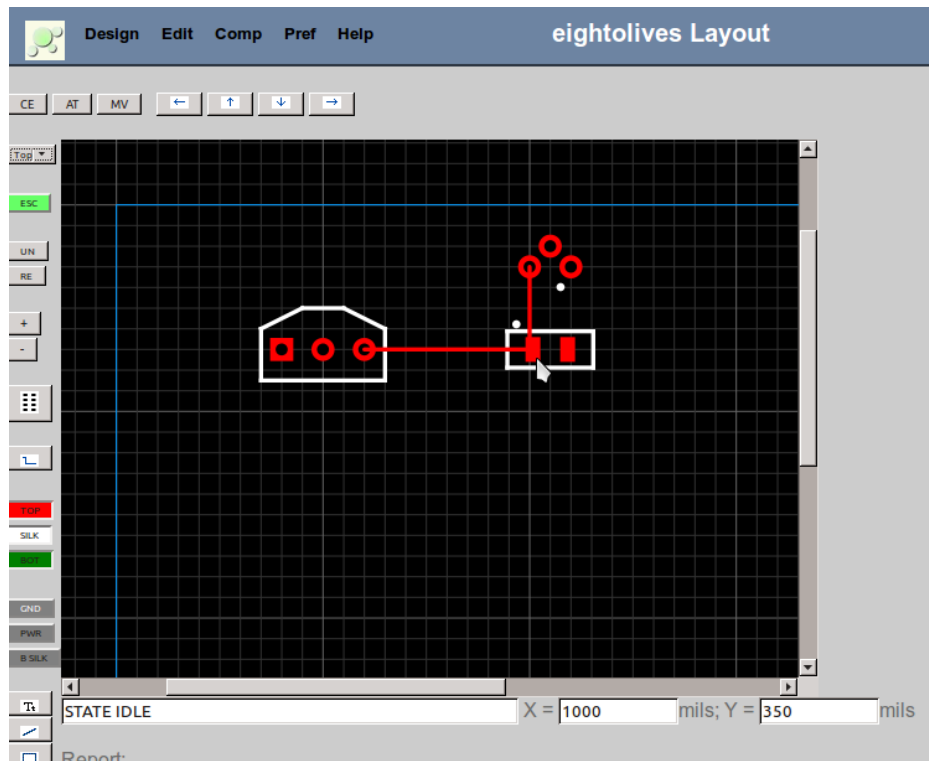 Design Edit Comp Pref Help eightolives Layout
CE AT MV
Top
ESC
UN
RE
+
-
TOP
SILK
BOT
GND
PWR
B SILK
Tt
STATE IDLE X = 1000 mils; Y = 350 mils
Report: